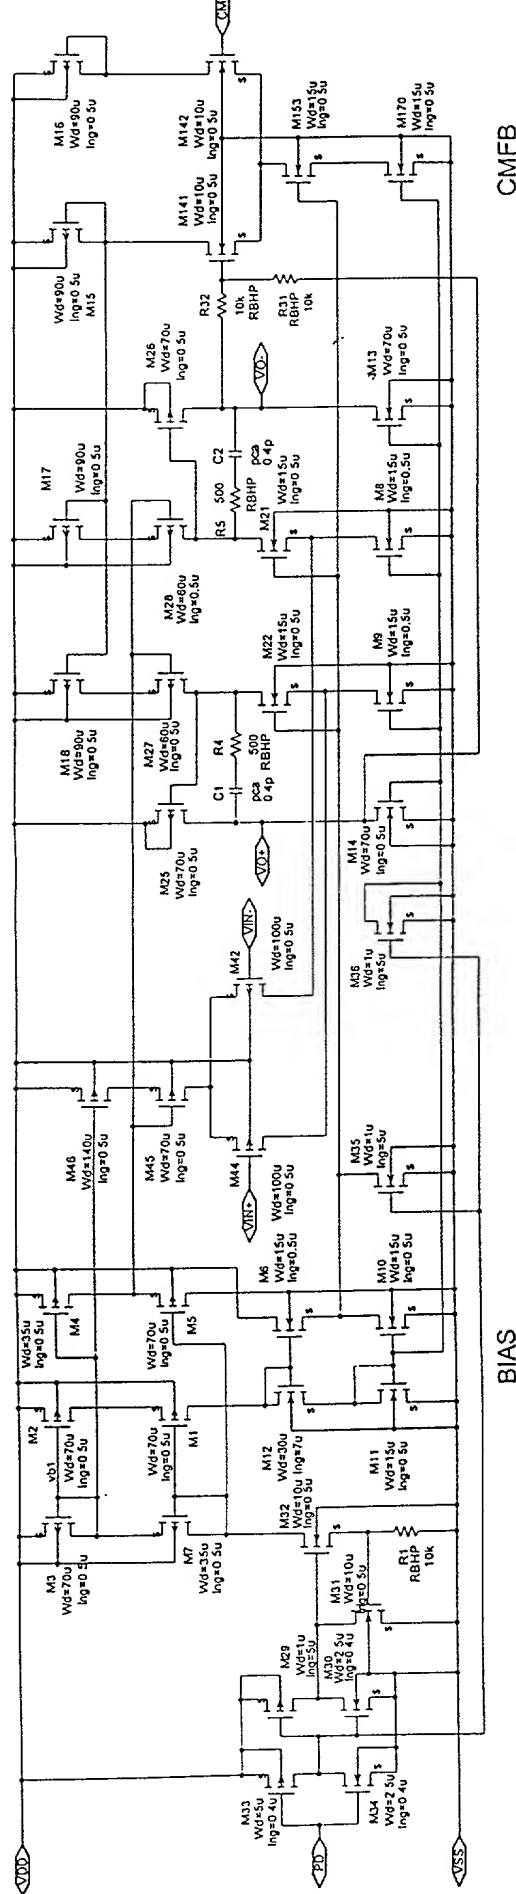 VDD
PD
VSS
M33
Wd=5u
lng=0 4u
M34
Wd=2 5u
lng=0 4u
M29
Wd=1u
lng=5u
M30
Wd=2 5u
lng=0 4u
M31
Wd=10u
lng=0.5u
M32
Wd=10u
lng=0 5u
R1
RBHP
10k
M3
Wd=70u
lng=0 5u
vb1
M7
Wd=35u
lng=0 5u
M2
Wd=70u
lng=0 5u
M1
Wd=70u
lng=0 5u
M12
Wd=30u
lng=7u
M11
Wd=15u
lng=0 5u
M4
Wd=35u
lng=0 5u
M5
Wd=70u
lng=0 5u
M6
Wd=15u
lng=0.5u
M10
Wd=15u
lng=0 5u
BIAS
M46
Wd=140u
lng=0 5u
M45
Wd=70u
lng=0 5u
M44
Wd=100u
lng=0 5u
VIN+
M42
Wd=100u
lng=0 5u
VIN-
M35
Wd=1u
lng=5u
M36
Wd=1u
lng=5u
M25
Wd=70u
lng=0 5u
VO+
M14
Wd=70u
lng=0 5u
C1
pca
0 4p
R4
500
RBHP
M18
Wd=90u
lng=0 5u
M27
Wd=60u
lng=0 5u
M22
Wd=15u
lng=0 5u
M9
Wd=15u
lng=0.5u
M17
Wd=90u
lng=0 5u
M28
Wd=60u
lng=0.5u
M21
Wd=15u
lng=0 5u
M8
Wd=15u
lng=0.5u
R5
500
RBHP
C2
pca
0 4p
M26
Wd=70u
lng=0 5u
VO-
M13
Wd=70u
lng=0 5u
R32
10k
RBHP
R31
RBHP
10k
M15
Wd=90u
lng=0 5u
M16
Wd=90u
lng=0 5u
M141
Wd=10u
lng=0 5u
M142
Wd=10u
lng=0 5u
CM
M153
Wd=15u
lng=0 5u
M170
Wd=15u
lng=0 5u
CMFB